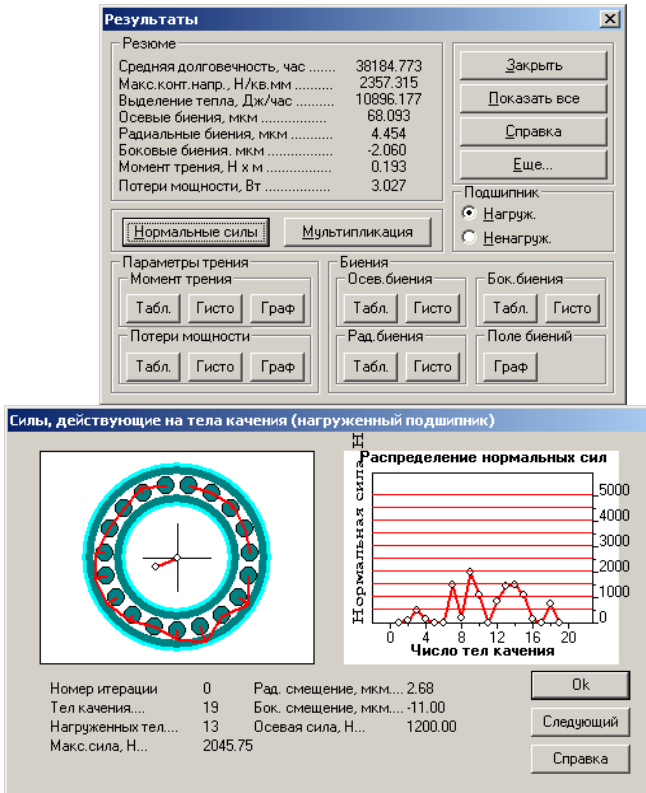 Результаты
Резюме
Средняя долговечность, час ...... 38184.773
Макс.конт.напр., Н/кв.мм .......... 2357.315
Выделение тепла, Дж/час .......... 10896.177
Осевые биения, мкм ................. 68.093
Радиальные биения, мкм .......... 4.454
Боковые биения. мкм ............... -2.060
Момент трения, Н х м ................ 0.193
Потери мощности, Вт ................ 3.027
Закрыть
Показать все
Справка
Еще...
Подшипник
Нагруж.
Ненагруж.
Нормальные силы
Мультипликация
Параметры трения
Момент трения
Табл. Гисто Граф
Потери мощности
Табл. Гисто Граф
Биения
Осев.биения
Табл. Гисто
Бок.биения
Табл. Гисто
Рад.биения
Табл. Гисто
Поле биений
Граф
Силы, действующие на тела качения (нагруженный подшипник)
Распределение нормальных сил
Нормальная сила
5000
4000
3000
2000
1000
0
0 4 8 12 16 20
Число тел качения
Номер итерации 0
Тел качения.... 19
Нагруженных тел.... 13
Макс.сила, Н... 2045.75
Рад. смещение, мкм.... 2.68
Бок. смещение, мкм.... -11.00
Осевая сила, Н... 1200.00
Ok
Следующий
Справка